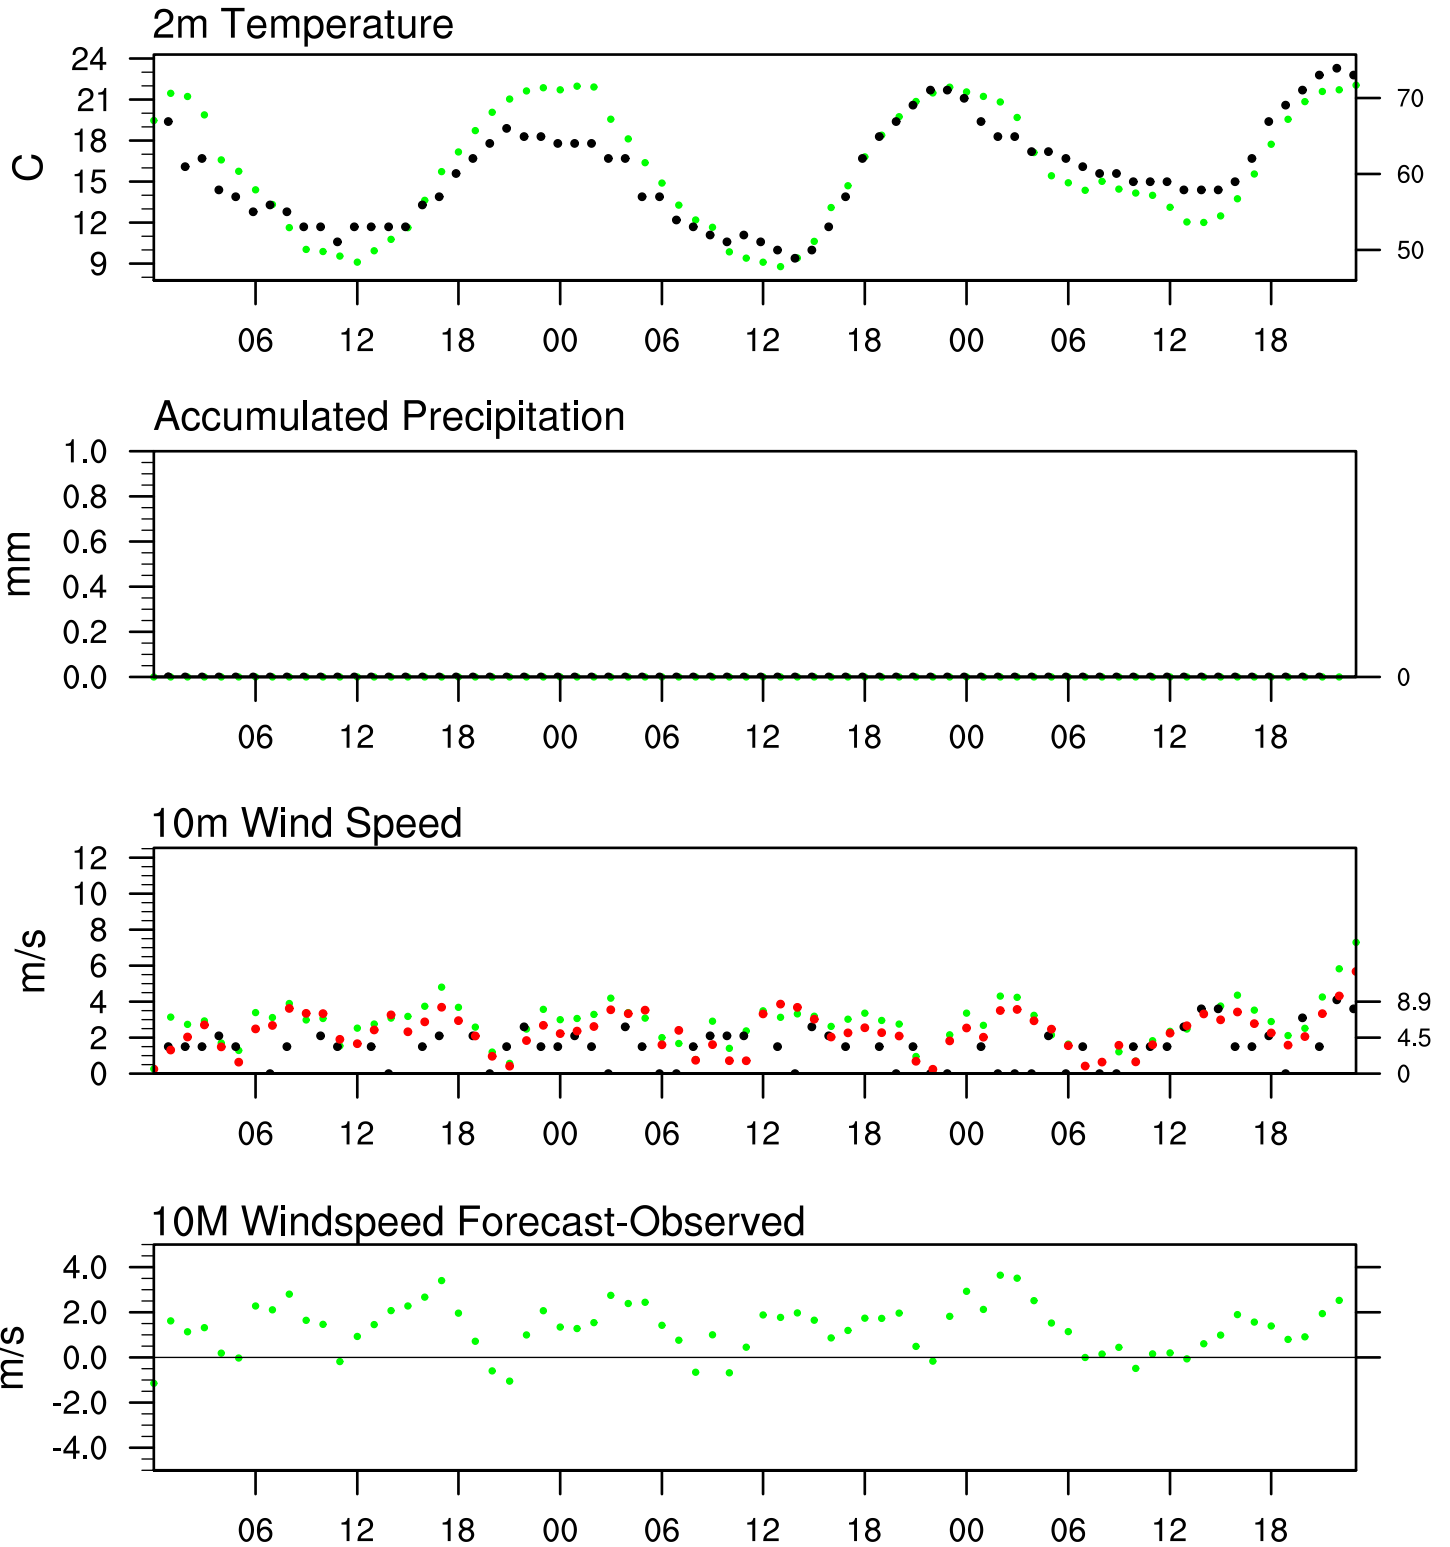 2m Temperature
24
21
18
15
12
9
C
70
60
50
06 12 18 00 06 12 18 00 06 12 18
Accumulated Precipitation
1.0
0.8
0.6
0.4
0.2
0.0
mm
0
06 12 18 00 06 12 18 00 06 12 18
10m Wind Speed
12
10
8
6
4
2
0
m/s
8.9
4.5
0
06 12 18 00 06 12 18 00 06 12 18
10M Windspeed Forecast-Observed
4.0
2.0
0.0
-2.0
-4.0
m/s
06 12 18 00 06 12 18 00 06 12 18